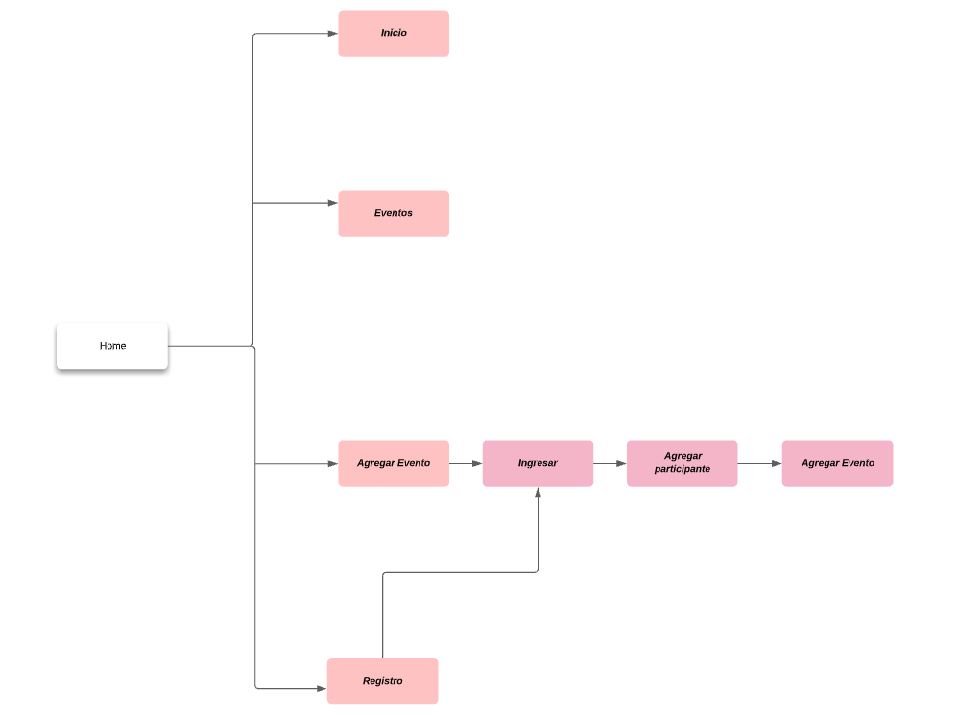 Inicio
Eventos
Home
Agregar Evento
Ingresar
Agregar
participante
Agregar Evento
Registro